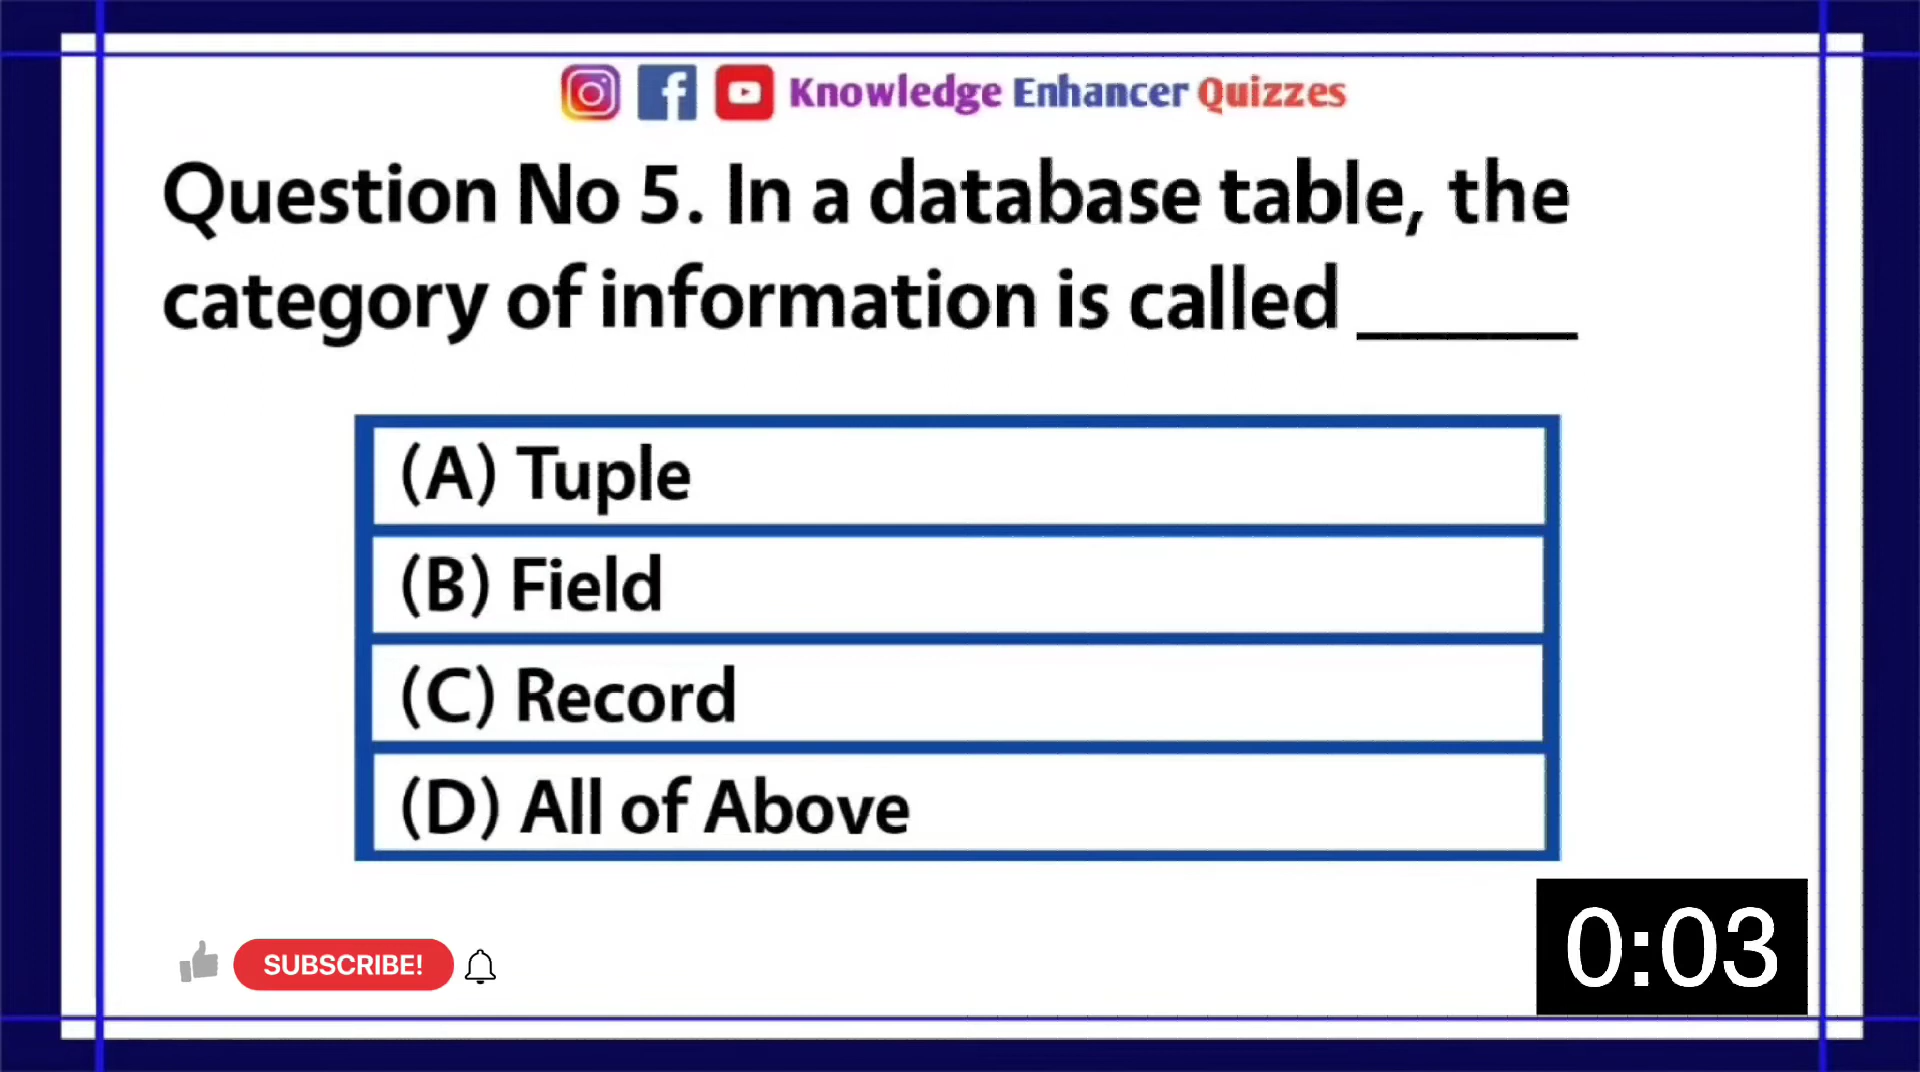 Knowledge Enhancer Quizzes
Question No 5. In a database table, the
category of information is called ______
(A) Tuple
(B) Field
(C) Record
(D) All of Above
SUBSCRIBE!
0:03